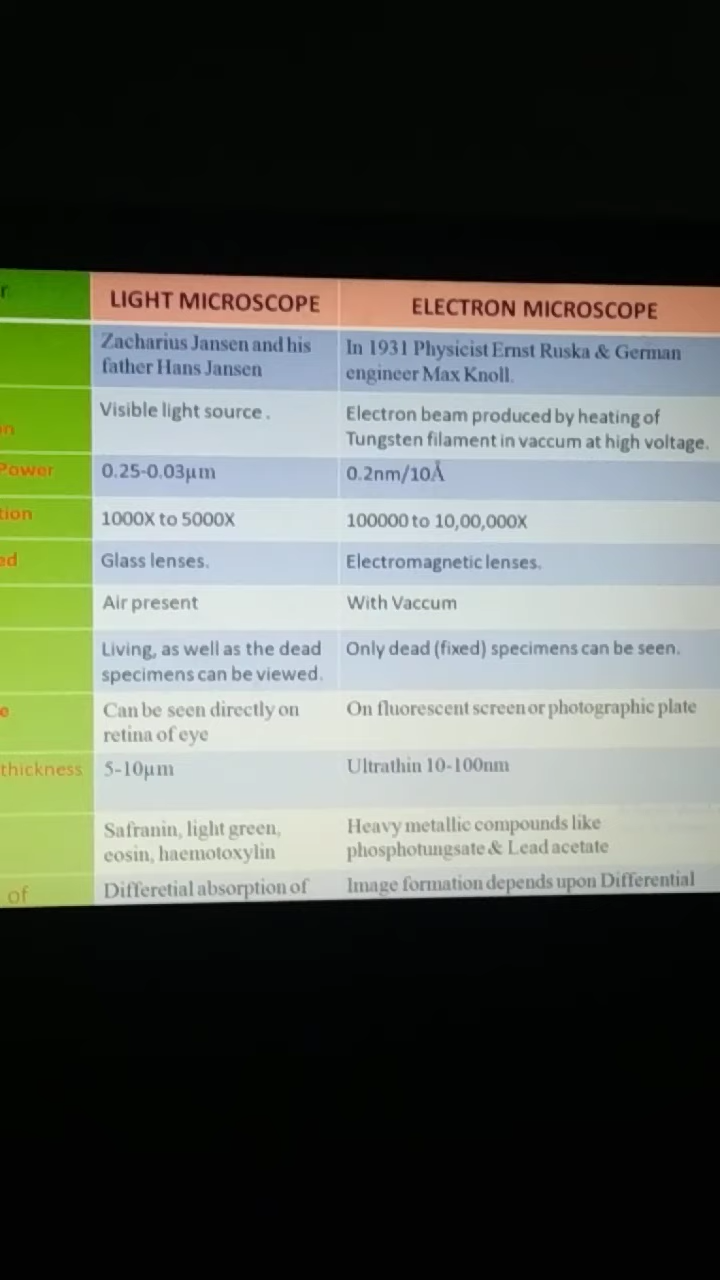 r LIGHT MICROSCOPE ELECTRON MICROSCOPE
Zacharius Jansen and his In 1931 Physicist Ernst Ruska & German
father Hans Jansen engineer Max Knoll.
n Visible light source . Electron beam produced by heating of
Tungsten filament in vaccum at high voltage.
Power 0.25-0.03µm 0.2nm/10Å
tion 1000X to 5000X 100000 to 10,00,000X
ed Glass lenses. Electromagnetic lenses.
Air present With Vaccum
Living, as well as the dead Only dead (fixed) specimens can be seen.
specimens can be viewed.
e Can be seen directly on On fluorescent screen or photographic plate
retina of eye
thickness 5-10µm Ultrathin 10-100nm
Safranin, light green, Heavy metallic compounds like
eosin, haemotoxylin phosphotungsate & Lead acetate
of Differetial absorption of Image formation depends upon Differential